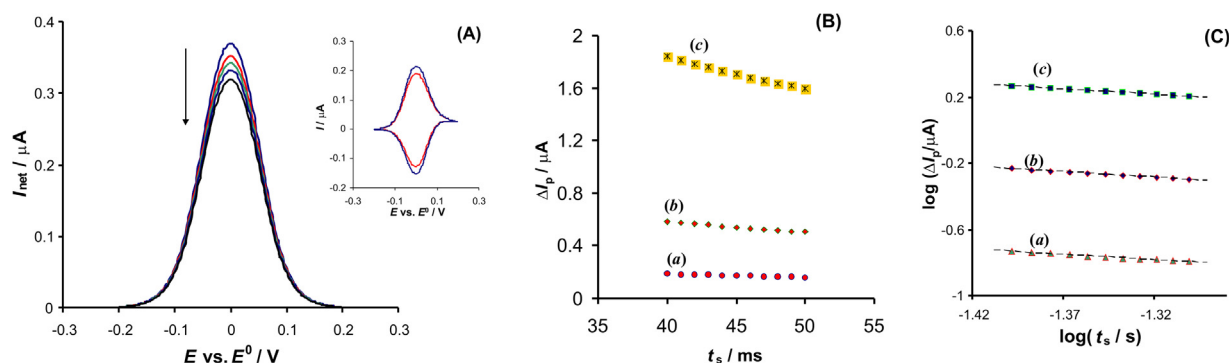 (A)
I_net / µA
0.4
0.3
0.2
0.1
0
-0.3
-0.1
0
0.1
0.2
0.3
E vs. E⁰ / V
I / µA
0.3
0.2
0.1
0
-0.1
0.2
-0.3
-0.1
0.1
0.3
E vs. E⁰ / V
(B)
ΔI_p / µA
2
1.6
1.2
0.8
0.4
0
(c)
(b)
(a)
35
40
45
50
55
t_s / ms
(C)
log (ΔI_p/µA)
0.6
0.2
-0.2
-0.6
-1
(c)
(b)
(a)
-1.42
-1.37
-1.32
log( t_s / s)